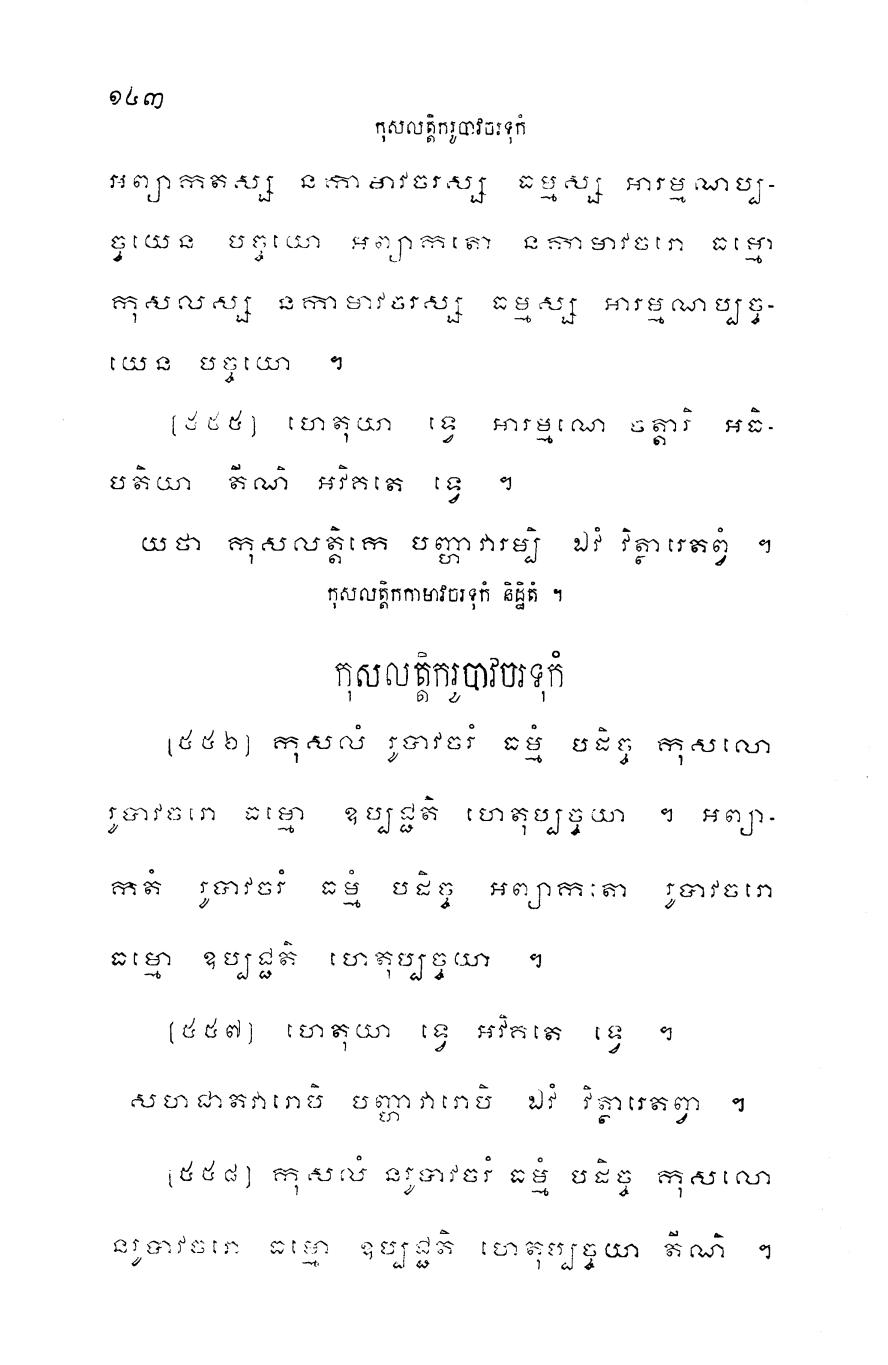 ១៤៣
កុសលត្តិករូបាវចរទុកំ
អព្យាកតស្ស នកាមាវចរស្ស ធម្មស្ស អារម្មណប្ប-
ច្ចយេន បច្ចយោ អព្យាកតោ នកាមាវចរោ ធម្មោ
កុសលស្ស នកាមាវចរស្ស ធម្មស្ស អារម្មណប្បច្ច-
យេន បច្ចយោ ។
[៥៥៥] ហេតុយា ទ្វេ អារម្មណេ ចត្តារិ អធិ-
បតិយា តីណិ អវិគតេ ទ្វេ ។
យថា កុសលត្តិកេ បញ្ហាវារម្បិ ឯវំ វិត្ថារេតព្វំ ។
កុសលត្តិកកាមាវចរទុកំ និដ្ឋិតំ ។
កុសលត្តិករូបាវចរទុកំ
[៥៥៦] កុសលំ រូបាវចរំ ធម្មំ បដិច្ច កុសលោ
រូបាវចរោ ធម្មោ ឧប្បជ្ជតិ ហេតុប្បច្ចយា ។ អព្យា-
កតំ រូបាវចរំ ធម្មំ បដិច្ច អព្យាកតោ រូបាវចរោ
ធម្មោ ឧប្បជ្ជតិ ហេតុប្បច្ចយា ។
[៥៥៧] ហេតុយា ទ្វេ អវិគតេ ទ្វេ ។
សហជាតវារោបិ បញ្ហាវារោបិ ឯវំ វិត្ថារេតព្វា ។
[៥៥៨] កុសលំ នរូបាវចរំ ធម្មំ បដិច្ច កុសលោ
នរូបាវចរោ ធម្មោ ឧប្បជ្ជតិ ហេតុប្បច្ចយា តីណិ ។